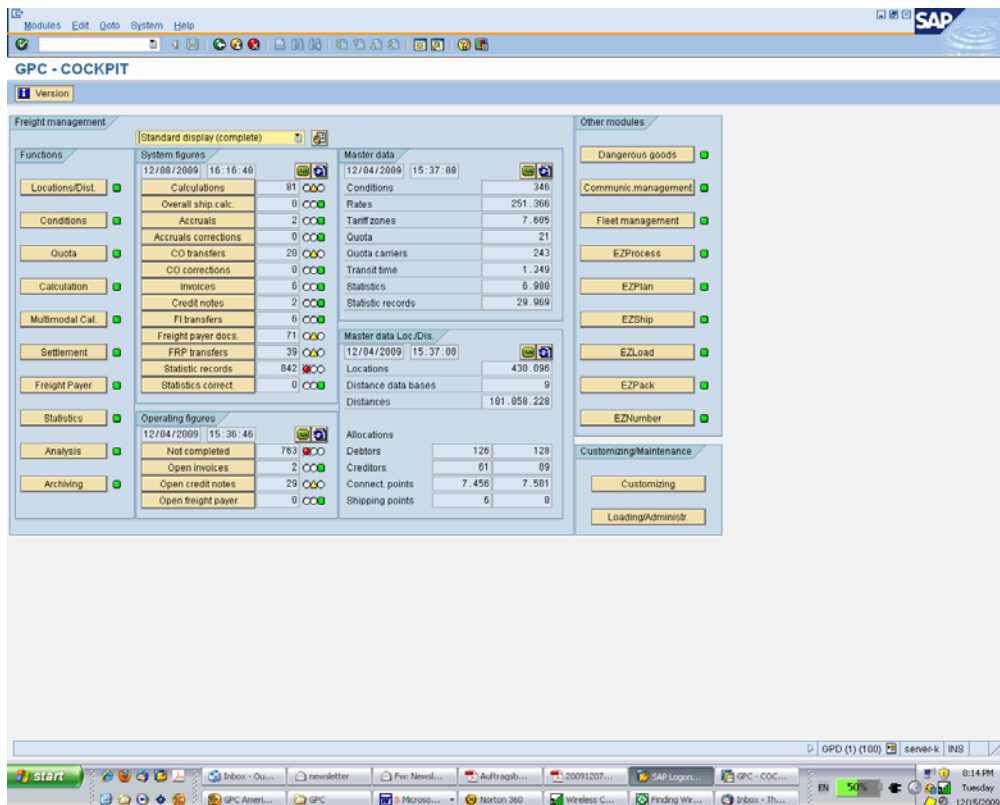 Modules Edit Goto System Help
SAP
GPC - COCKPIT
Version
Freight management
Standard display (complete)
Functions
Locations/Dist.
Conditions
Quota
Calculation
Multimodal Cal.
Settlement
Freight Payer
Statistics
Analysis
Archiving
System figures
12/08/2009 16:16:40
Calculations 81
Overall ship.calc. 0
Accruals 2
Accruals corrections 0
CO transfers 20
CO corrections 0
Invoices 6
Credit notes 2
FI transfers 6
Freight payer docs. 71
FRP transfers 39
Statistic records 842
Statistics correct. 0
Operating figures
12/04/2009 15:36:46
Not completed 763
Open invoices 2
Open credit notes 29
Open freight payer 0
Master data
12/04/2009 15:37:08
Conditions 346
Rates 251.366
Tariff zones 7.605
Quota 21
Quota carriers 243
Transit time 1.349
Statistics 6.980
Statistic records 29.969
Master data Loc./Dis.
12/04/2009 15:37:08
Locations 430.096
Distance data bases 9
Distances 101.058.228
Allocations
Debtors 126 128
Creditors 61 89
Connect. points 7.456 7.501
Shipping points 6 8
Other modules
Dangerous goods
Communic.management
Fleet management
EZProcess
EZPlan
EZShip
EZLoad
EZPack
EZNumber
Customizing/Maintenance
Customizing
Loading/Administr.
GPD (1) (100) server-k INS
start
Inbox - Ou... newsletter Fw: Newsl... Auftragsb... 20091207... SAP Logon... GPC - COC...
GPC Ameri... GPC 5 Microso... Norton 360 Wireless C... Finding Wir... Inbox - Th...
EN 50%
8:14 PM
Tuesday